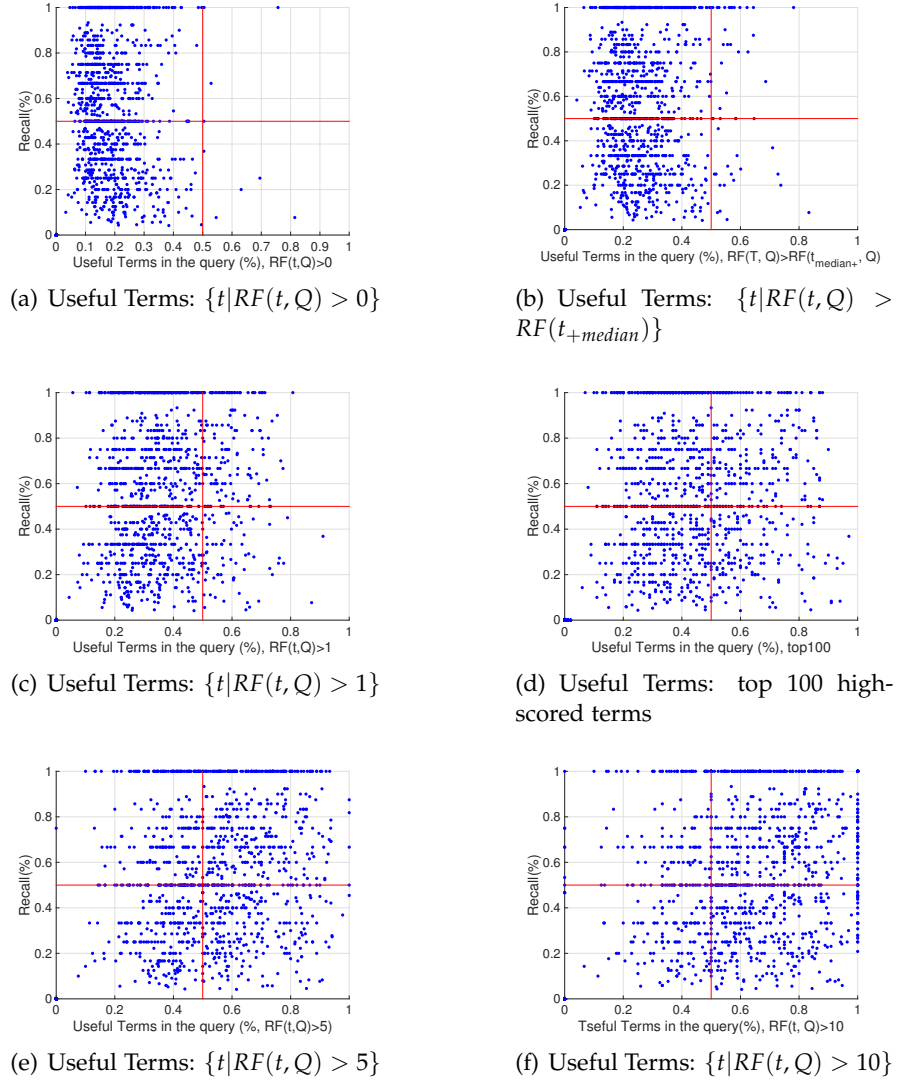 1
0.8
0.6
0.4
0.2
0
Recall(%)
0 0.1 0.2 0.3 0.4 0.5 0.6 0.7 0.8 0.9 1
Useful Terms in the query (%), RF(t,Q)>0
(a) Useful Terms: {t|RF(t, Q) > 0}
1
0.8
0.6
0.4
0.2
0
Recall(%)
0 0.2 0.4 0.6 0.8 1
Useful Terms in the query (%), RF(T, Q)>RF(t_median+, Q)
(b) Useful Terms: {t|RF(t, Q) >
RF(t_+median)}
1
0.8
0.6
0.4
0.2
0
Recall(%)
0 0.2 0.4 0.6 0.8 1
Useful Terms in the query (%), RF(t,Q)>1
(c) Useful Terms: {t|RF(t, Q) > 1}
1
0.8
0.6
0.4
0.2
0
Recall(%)
0 0.2 0.4 0.6 0.8 1
Useful Terms in the query (%), top100
(d) Useful Terms: top 100 high-
scored terms
1
0.8
0.6
0.4
0.2
0
Recall(%)
0 0.2 0.4 0.6 0.8 1
Useful Terms in the query (%, RF(t,Q)>5)
(e) Useful Terms: {t|RF(t, Q) > 5}
1
0.8
0.6
0.4
0.2
0
Recall(%)
0 0.2 0.4 0.6 0.8 1
Tseful Terms in the query(%), RF(t, Q)>10
(f) Useful Terms: {t|RF(t, Q) > 10}